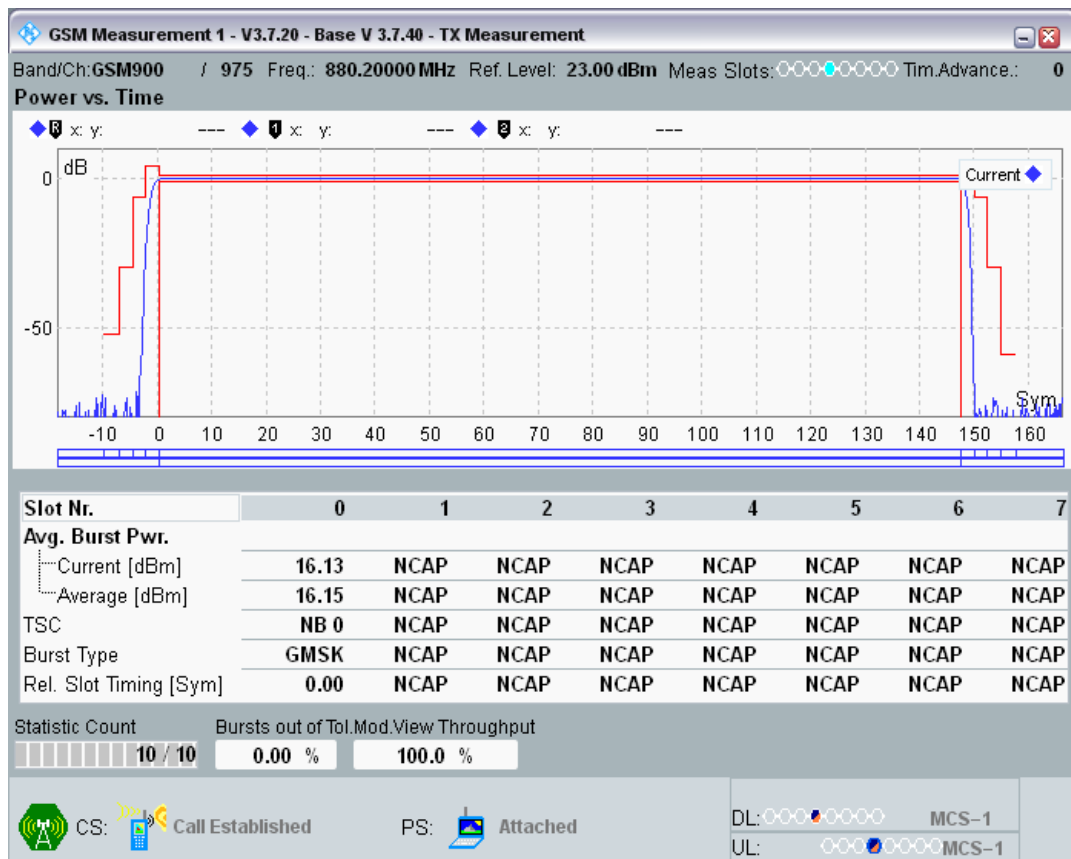 GSM Measurement 1 - V3.7.20 - Base V 3.7.40 - TX Measurement
Band/Ch:GSM900 / 975 Freq.: 880.20000 MHz Ref. Level: 23.00 dBm Meas Slots: Tim.Advance.: 0
Power vs. Time
R x: y: --- 1 x: y: --- 2 x: y: ---
dB
0
Current
-50
Sym
-10 0 10 20 30 40 50 60 70 80 90 100 110 120 130 140 150 160
Slot Nr. 0 1 2 3 4 5 6 7
Avg. Burst Pwr.
Current [dBm] 16.13 NCAP NCAP NCAP NCAP NCAP NCAP NCAP
Average [dBm] 16.15 NCAP NCAP NCAP NCAP NCAP NCAP NCAP
TSC NB 0 NCAP NCAP NCAP NCAP NCAP NCAP NCAP
Burst Type GMSK NCAP NCAP NCAP NCAP NCAP NCAP NCAP
Rel. Slot Timing [Sym] 0.00 NCAP NCAP NCAP NCAP NCAP NCAP NCAP
Statistic Count Bursts out of Tol.Mod.View Throughput
10 / 10 0.00 % 100.0 %
CS: Call Established PS: Attached
DL: MCS-1
UL: MCS-1